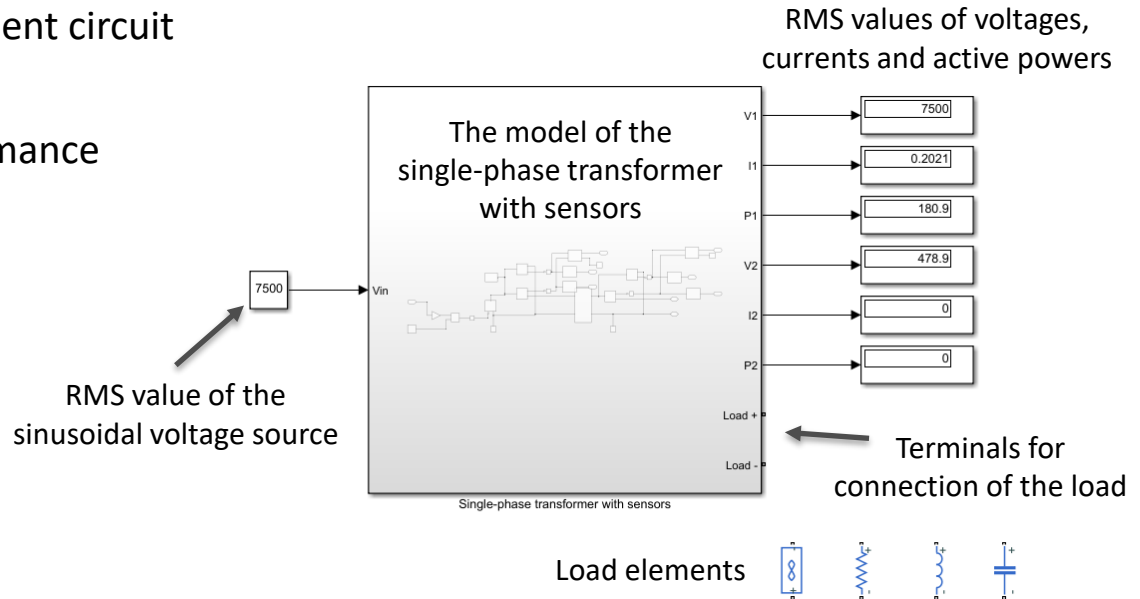 ent circuit
mance
RMS values of voltages,
currents and active powers
The model of the
single-phase transformer
with sensors
V1
7500
I1
0.2021
P1
180.9
V2
478.9
I2
0
P2
0
7500
Vin
RMS value of the
sinusoidal voltage source
Load +
Load -
Terminals for
connection of the load
Single-phase transformer with sensors
Load elements